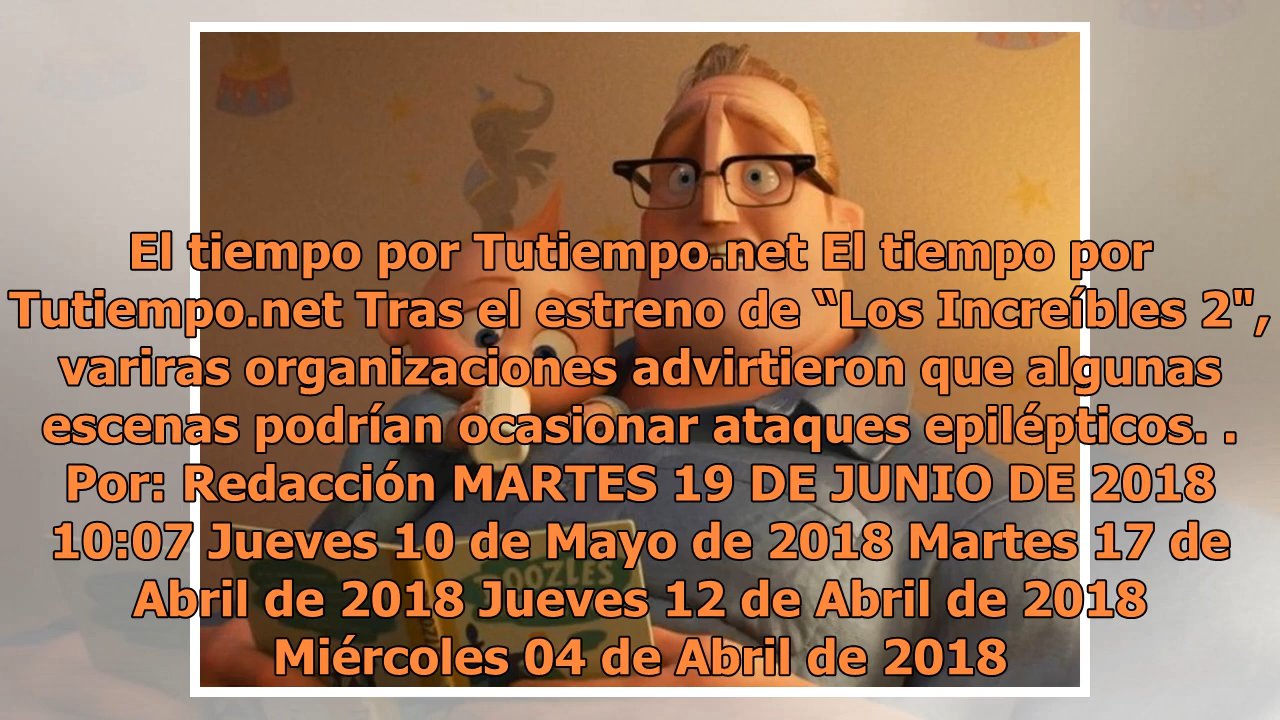 El tiempo por Tutiempo.net El tiempo por
Tutiempo.net Tras el estreno de “Los Increíbles 2",
variras organizaciones advirtieron que algunas
escenas podrían ocasionar ataques epilépticos. .
Por: Redacción MARTES 19 DE JUNIO DE 2018
10:07 Jueves 10 de Mayo de 2018 Martes 17 de
Abril de 2018 Jueves 12 de Abril de 2018
Miércoles 04 de Abril de 2018